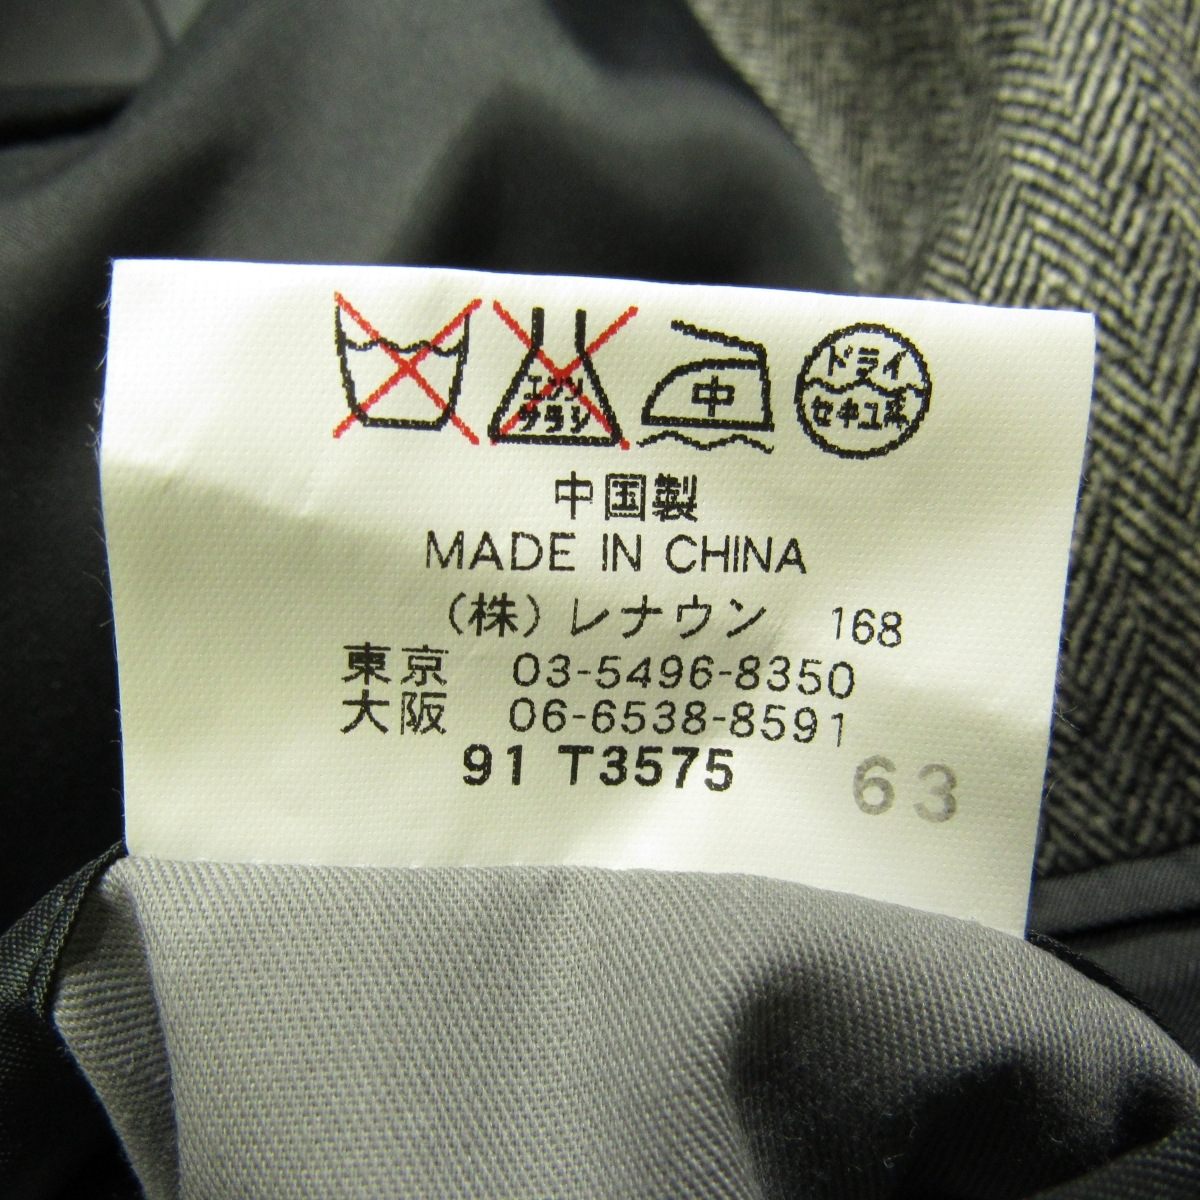 エンソ
サラシ
中
ドライ
セキユ系
中国製
MADE IN CHINA
(株)レナウン 168
東京 03-5496-8350
大阪 06-6538-8591
91 T3575
63